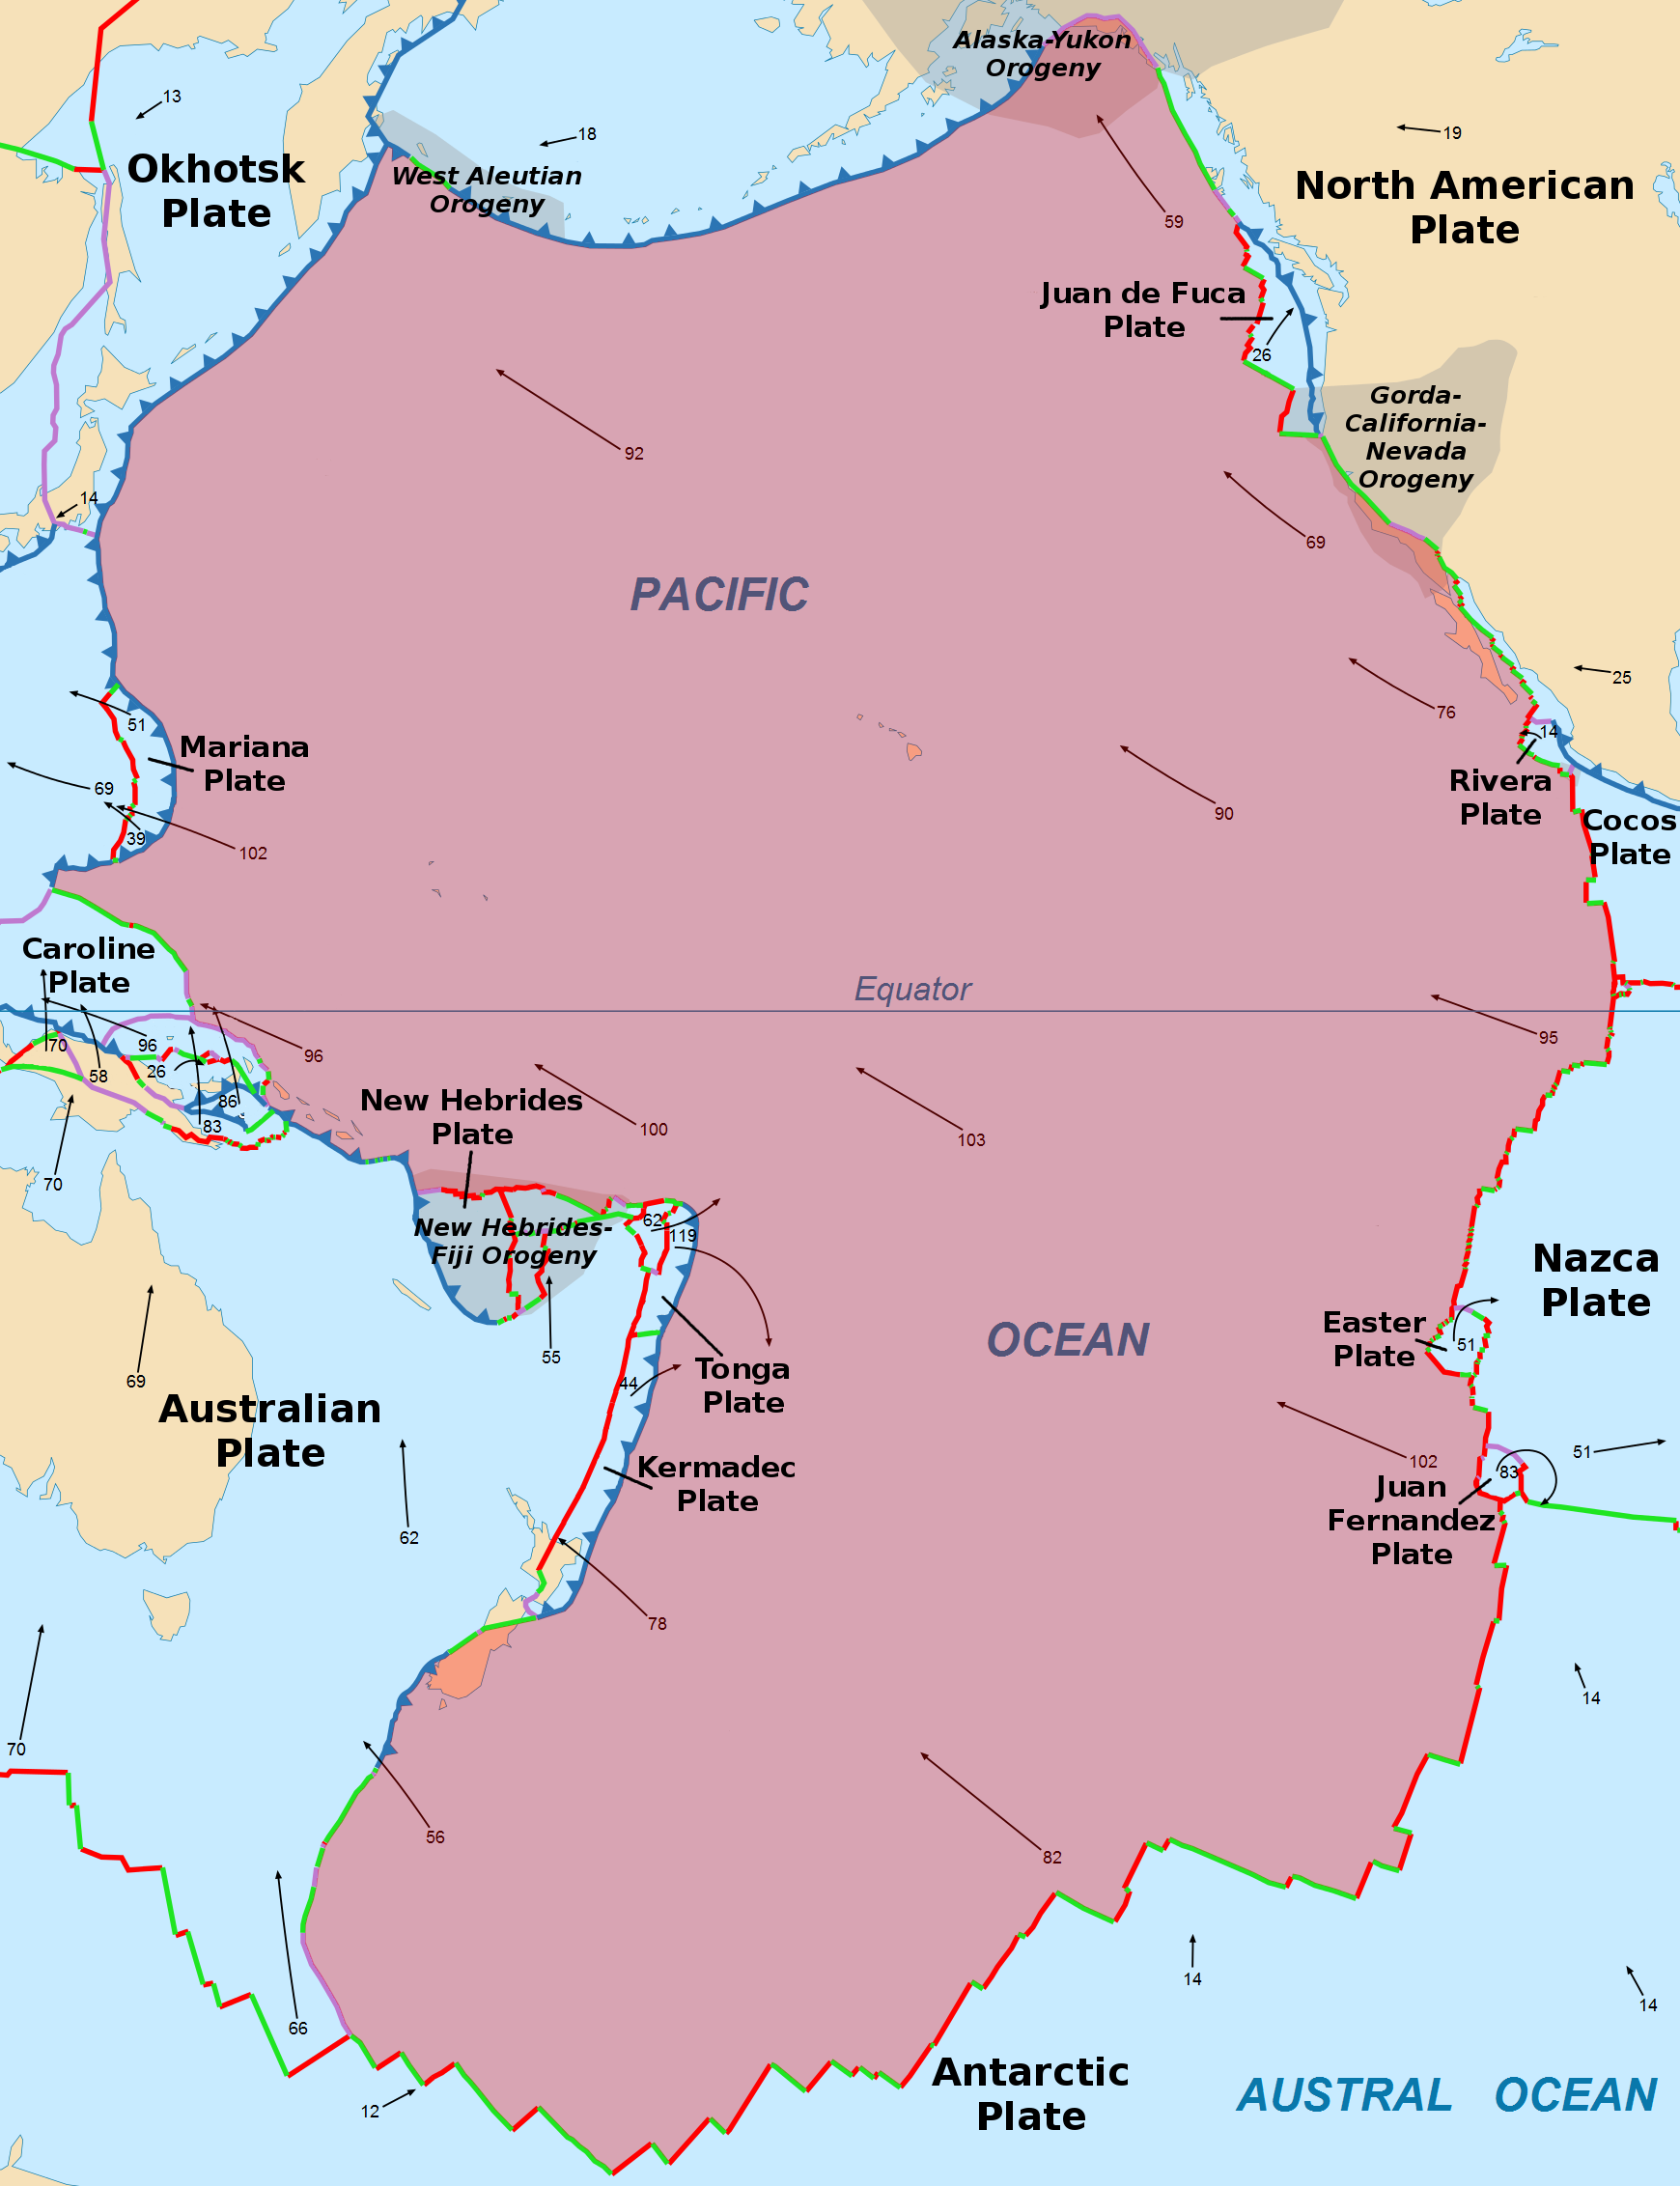 Alaska-Yukon
Orogeny
13
18
19
Okhotsk
Plate
West Aleutian
Orogeny
North American
Plate
59
Juan de Fuca
Plate
26
Gorda-
California-
Nevada
Orogeny
92
14
69
PACIFIC
25
76
51
14
Mariana
Plate
69
Rivera
Plate
90
39
102
Cocos
Plate
Caroline
Plate
Equator
70
96
96
95
58
26
86
83
New Hebrides
Plate
100
103
70
62
119
New Hebrides-
Fiji Orogeny
Nazca
Plate
Easter
Plate
51
OCEAN
55
69
44
Tonga
Plate
Australian
Plate
102
51
Kermadec
Plate
83
Juan
Fernandez
Plate
62
78
14
70
56
82
14
14
66
Antarctic
Plate
12
AUSTRAL OCEAN